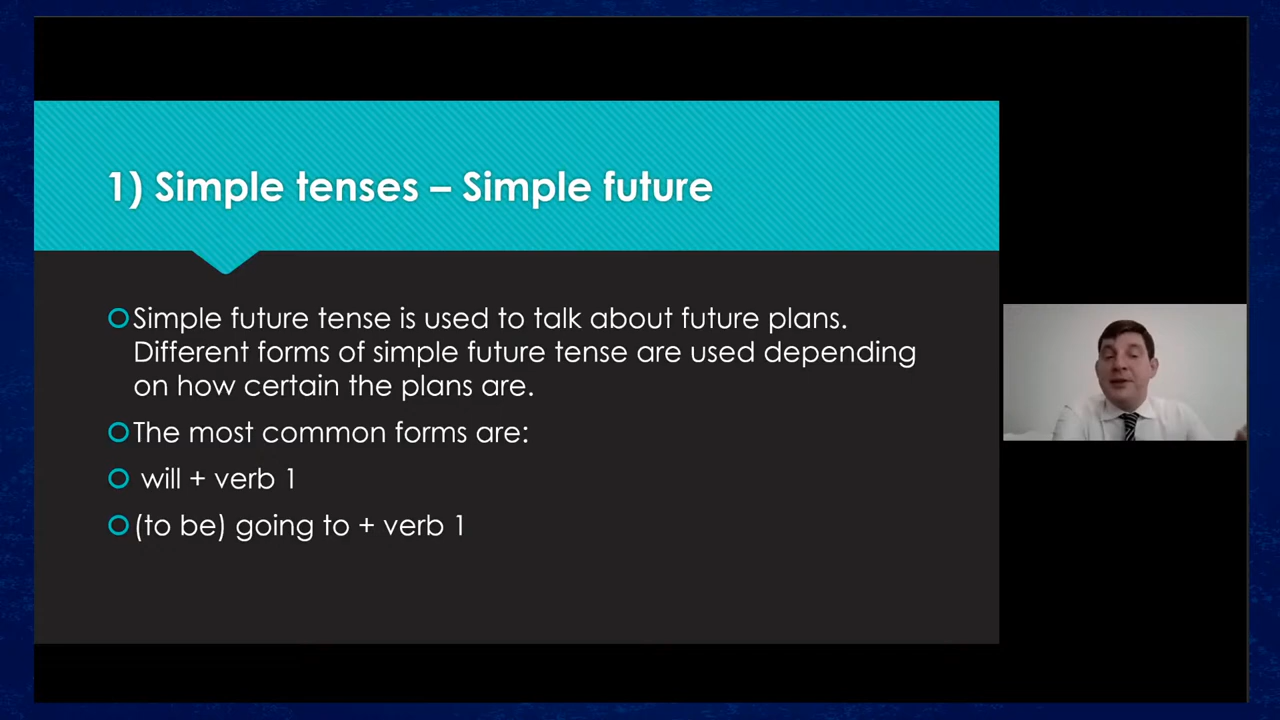 1) Simple tenses – Simple future
Simple future tense is used to talk about future plans.
Different forms of simple future tense are used depending
on how certain the plans are.
The most common forms are:
will + verb 1
(to be) going to + verb 1